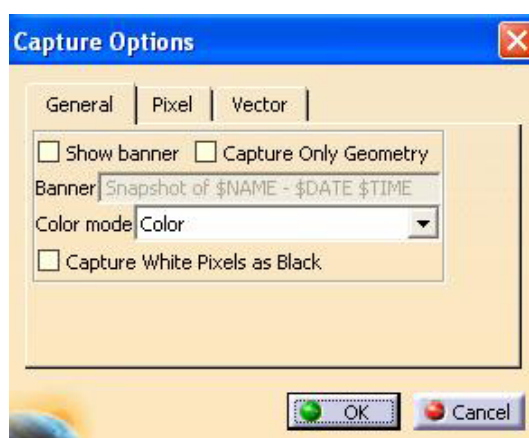 Capture Options
General Pixel Vector
Show banner Capture Only Geometry
Banner Snapshot of $NAME - $DATE $TIME
Color mode Color
Capture White Pixels as Black
OK Cancel